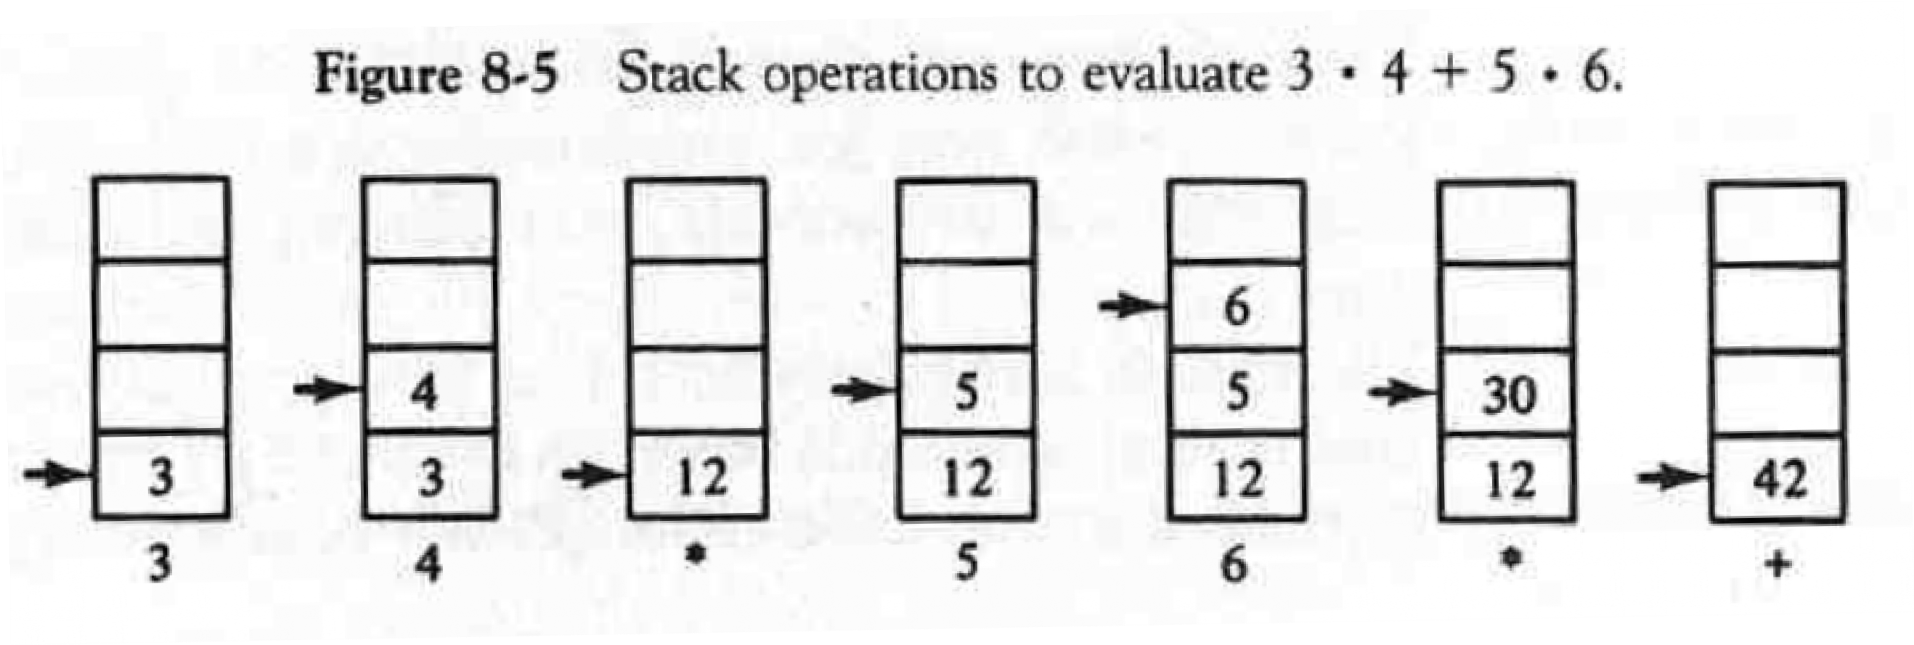 Figure 8-5 Stack operations to evaluate 3 · 4 + 5 · 6.
6
4 5 5 30
3 3 12 12 12 12 42
3 4 * 5 6 * +